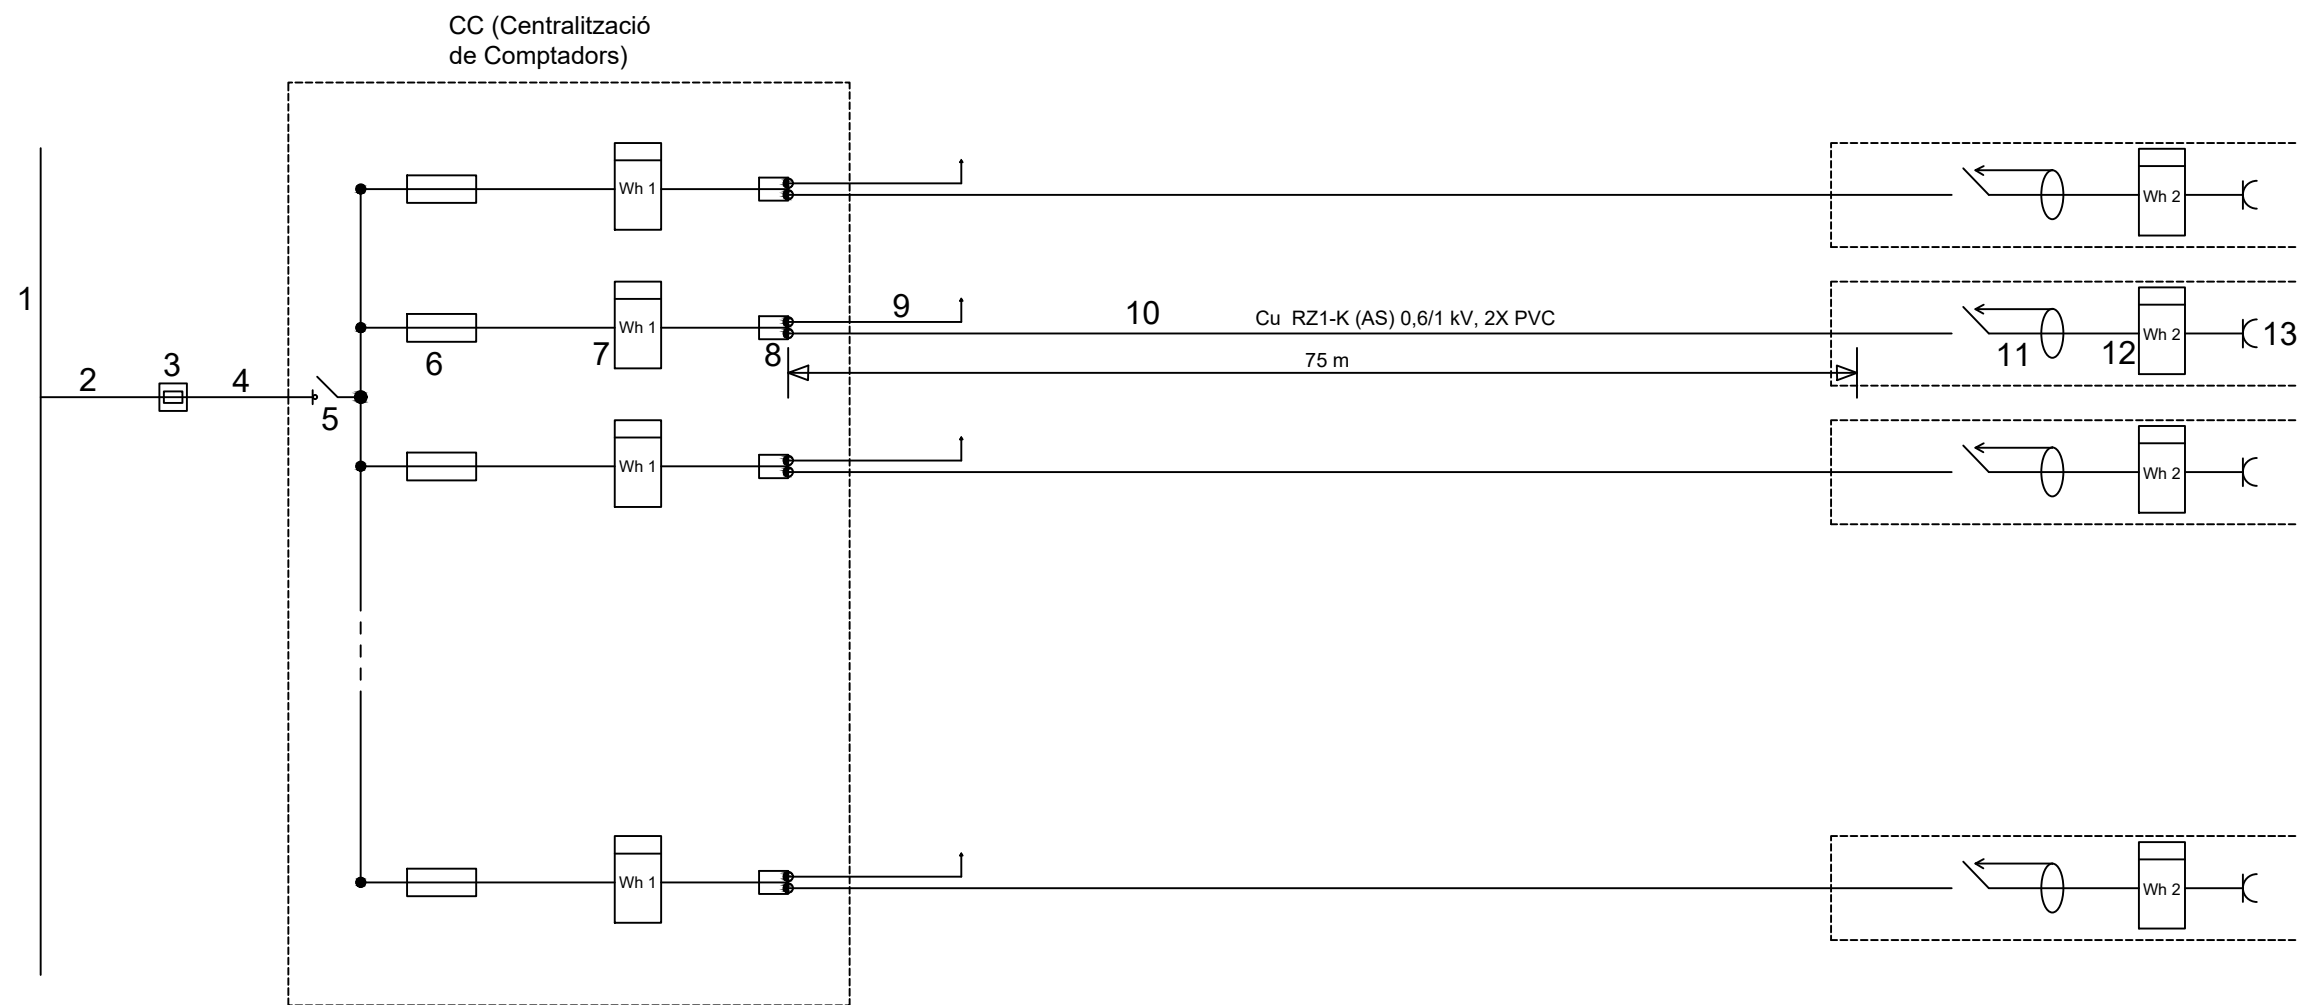 CC (Centralització
de Comptadors)
Wh 1
Wh 2
1
9
10
Cu RZ1-K (AS) 0,6/1 kV, 2X PVC
Wh 1
Wh 2
13
2
3
4
5
6
7
8
75 m
11
12
Wh 1
Wh 2
Wh 1
Wh 2